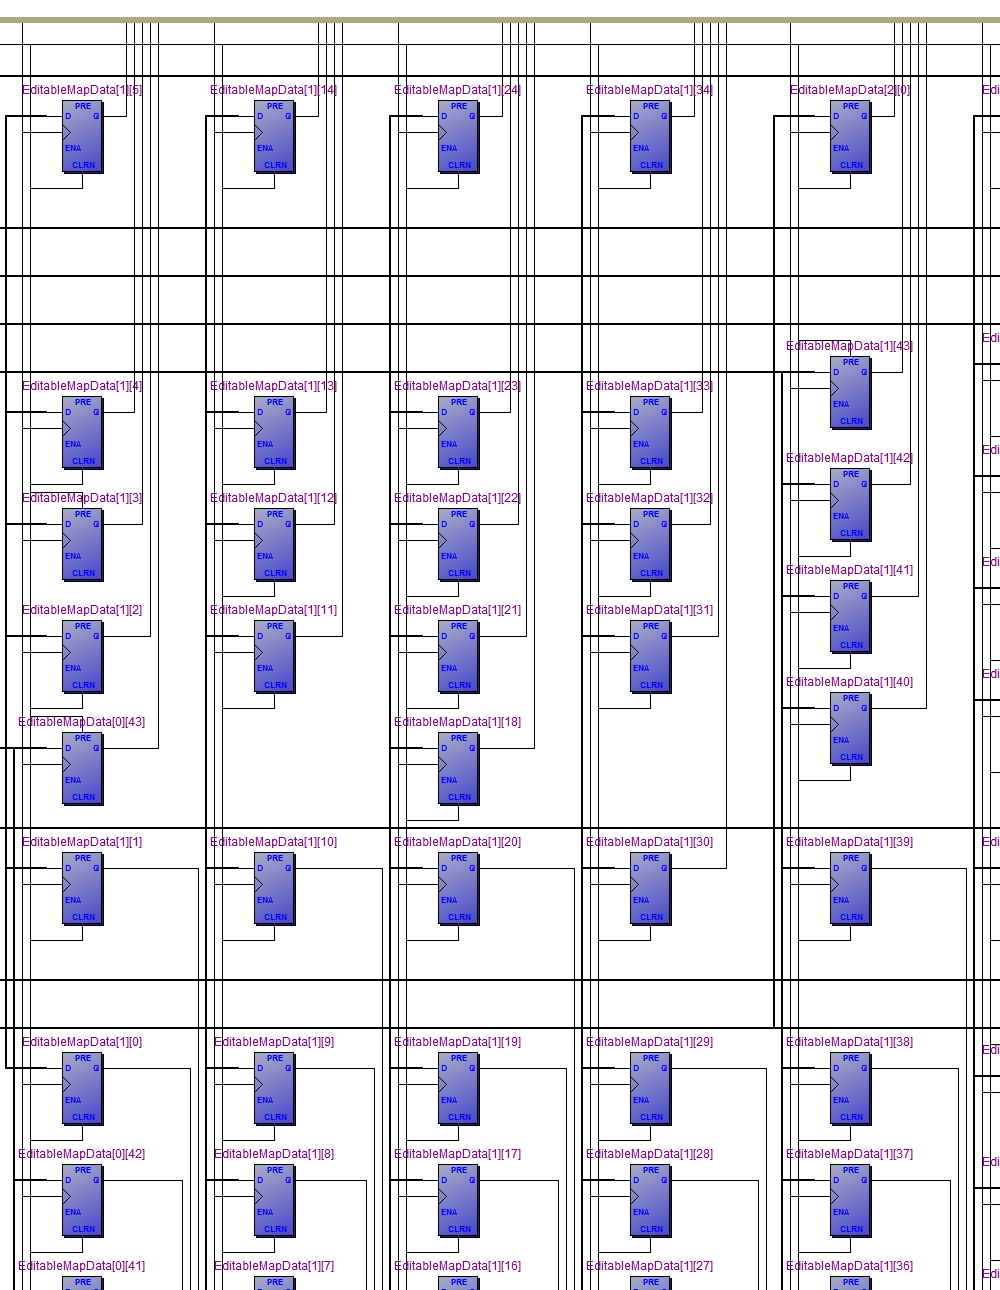 EditableMapData[1][5] EditableMapData[1][14] EditableMapData[1][24] EditableMapData[1][34] EditableMapData[2][0] Edi
PRE PRE PRE PRE PRE
D Q D Q D Q D Q D Q
ENA ENA ENA ENA ENA
CLRN CLRN CLRN CLRN CLRN
Edi
EditableMapData[1][43]
PRE
D Q
EditableMapData[1][4] EditableMapData[1][13] EditableMapData[1][23] EditableMapData[1][33]
PRE PRE PRE PRE ENA
D Q D Q D Q D Q CLRN
ENA ENA ENA ENA
EditableMapData[1][42] Edi
CLRN CLRN CLRN CLRN PRE
D Q
EditableMapData[1][3] EditableMapData[1][12] EditableMapData[1][22] EditableMapData[1][32]
PRE PRE PRE PRE ENA
D Q D Q D Q D Q CLRN
ENA ENA ENA ENA
EditableMapData[1][41] Edi
CLRN CLRN CLRN CLRN PRE
D Q
EditableMapData[1][2] EditableMapData[1][11] EditableMapData[1][21] EditableMapData[1][31]
PRE PRE PRE PRE ENA
D Q D Q D Q D Q CLRN
ENA ENA ENA ENA
EditableMapData[1][40] Edi
CLRN CLRN CLRN CLRN PRE
D Q
EditableMapData[0][43] EditableMapData[1][18]
PRE PRE ENA
D Q D Q CLRN
ENA ENA
CLRN CLRN
EditableMapData[1][1] EditableMapData[1][10] EditableMapData[1][20] EditableMapData[1][30] EditableMapData[1][39] Edi
PRE PRE PRE PRE PRE
D Q D Q D Q D Q D Q
ENA ENA ENA ENA ENA
CLRN CLRN CLRN CLRN CLRN
EditableMapData[1][0] EditableMapData[1][9] EditableMapData[1][19] EditableMapData[1][29] EditableMapData[1][38] Edi
PRE PRE PRE PRE PRE
D Q D Q D Q D Q D Q
ENA ENA ENA ENA ENA
CLRN CLRN CLRN CLRN CLRN
EditableMapData[0][42] EditableMapData[1][8] EditableMapData[1][17] EditableMapData[1][28] EditableMapData[1][37] Edi
PRE PRE PRE PRE PRE
D Q D Q D Q D Q D Q
ENA ENA ENA ENA ENA
CLRN CLRN CLRN CLRN CLRN
EditableMapData[0][41] EditableMapData[1][7] EditableMapData[1][16] EditableMapData[1][27] EditableMapData[1][36] Edi
PRE PRE PRE PRE PRE